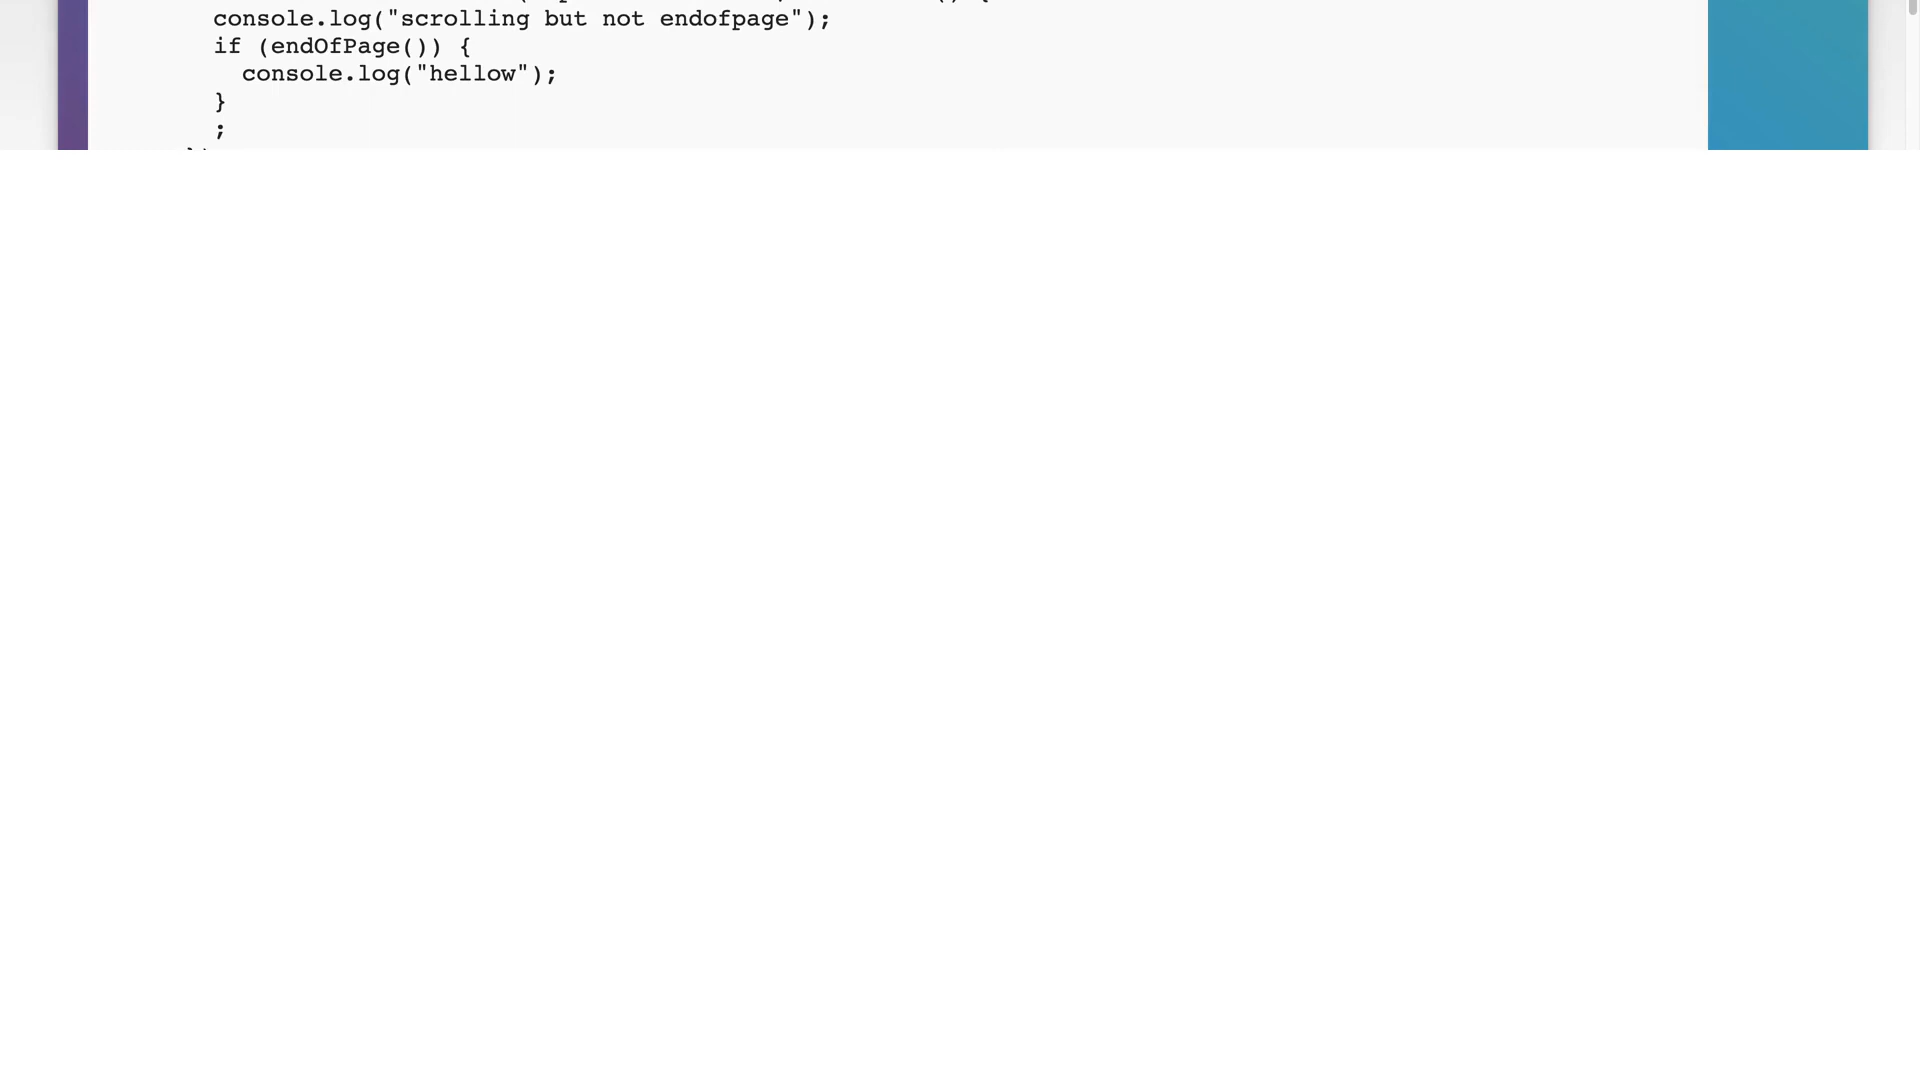 console.log("scrolling but not endofpage");
if (endOfPage()) {
console.log("hellow");
}
;